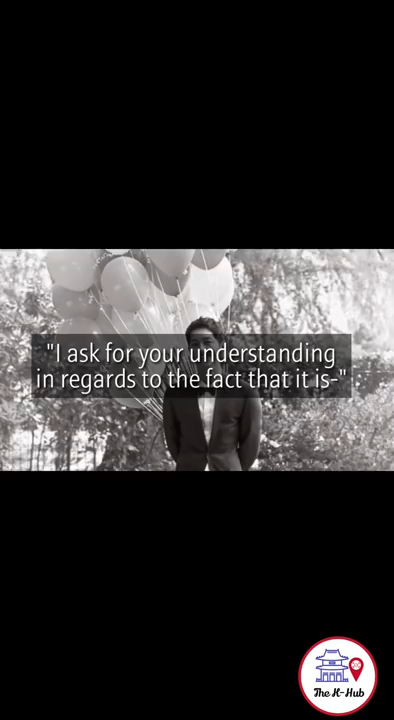 "I ask for your understanding
in regards to the fact that it is-"
The K-Hub